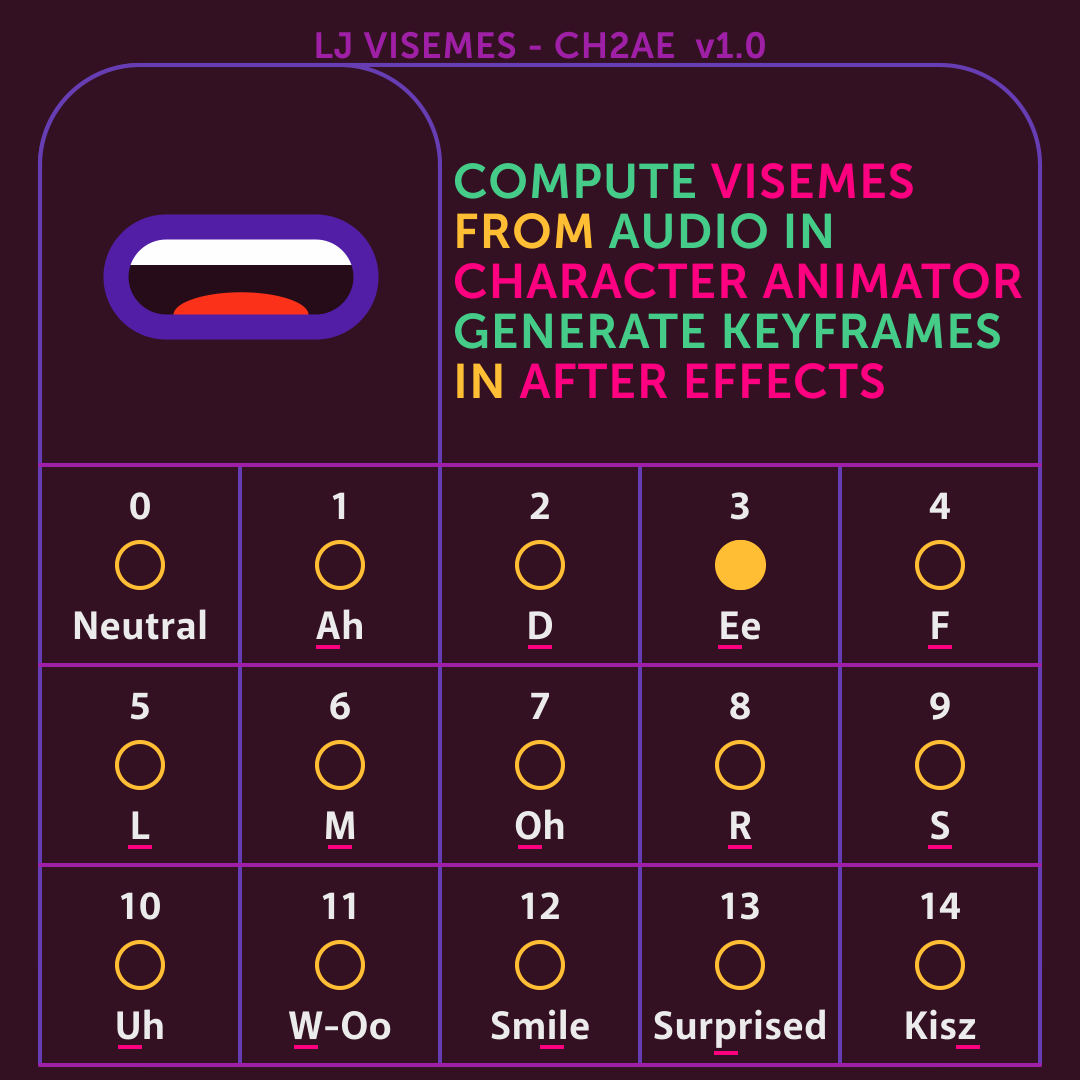 LJ VISEMES - CH2AE v1.0
COMPUTE VISEMES
FROM AUDIO IN
CHARACTER ANIMATOR
GENERATE KEYFRAMES
IN AFTER EFFECTS
0 1 2 3 4
Neutral Ah D Ee F
5 6 7 8 9
L M Oh R S
10 11 12 13 14
Uh W-Oo Smile Surprised Kisz